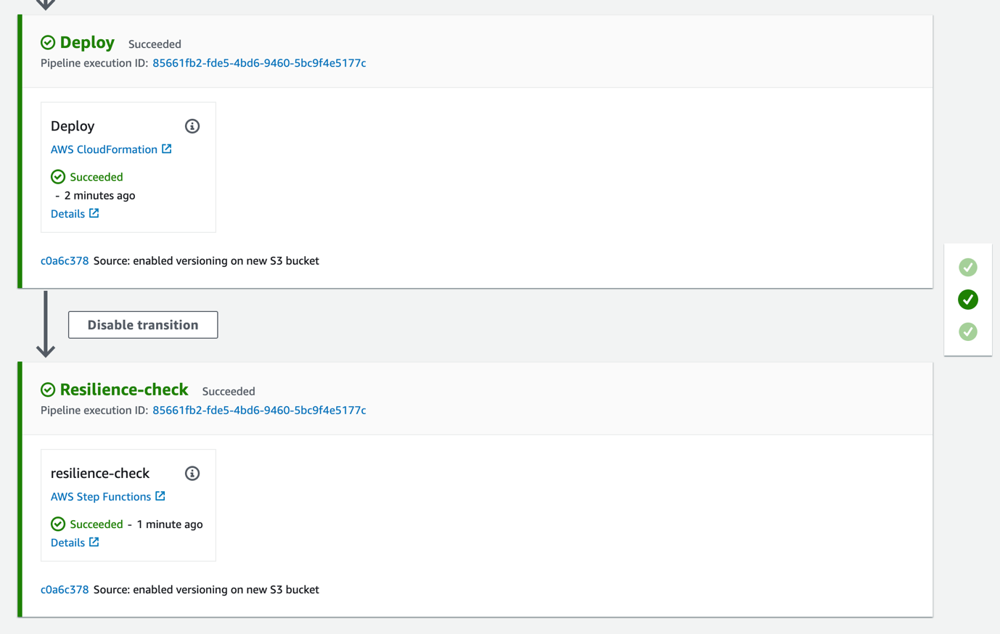 Deploy Succeeded
Pipeline execution ID: 85661fb2-fde5-4bd6-9460-5bc9f4e5177c
Deploy
AWS CloudFormation
Succeeded
- 2 minutes ago
Details
c0a6c378 Source: enabled versioning on new S3 bucket
Disable transition
Resilience-check Succeeded
Pipeline execution ID: 85661fb2-fde5-4bd6-9460-5bc9f4e5177c
resilience-check
AWS Step Functions
Succeeded - 1 minute ago
Details
c0a6c378 Source: enabled versioning on new S3 bucket